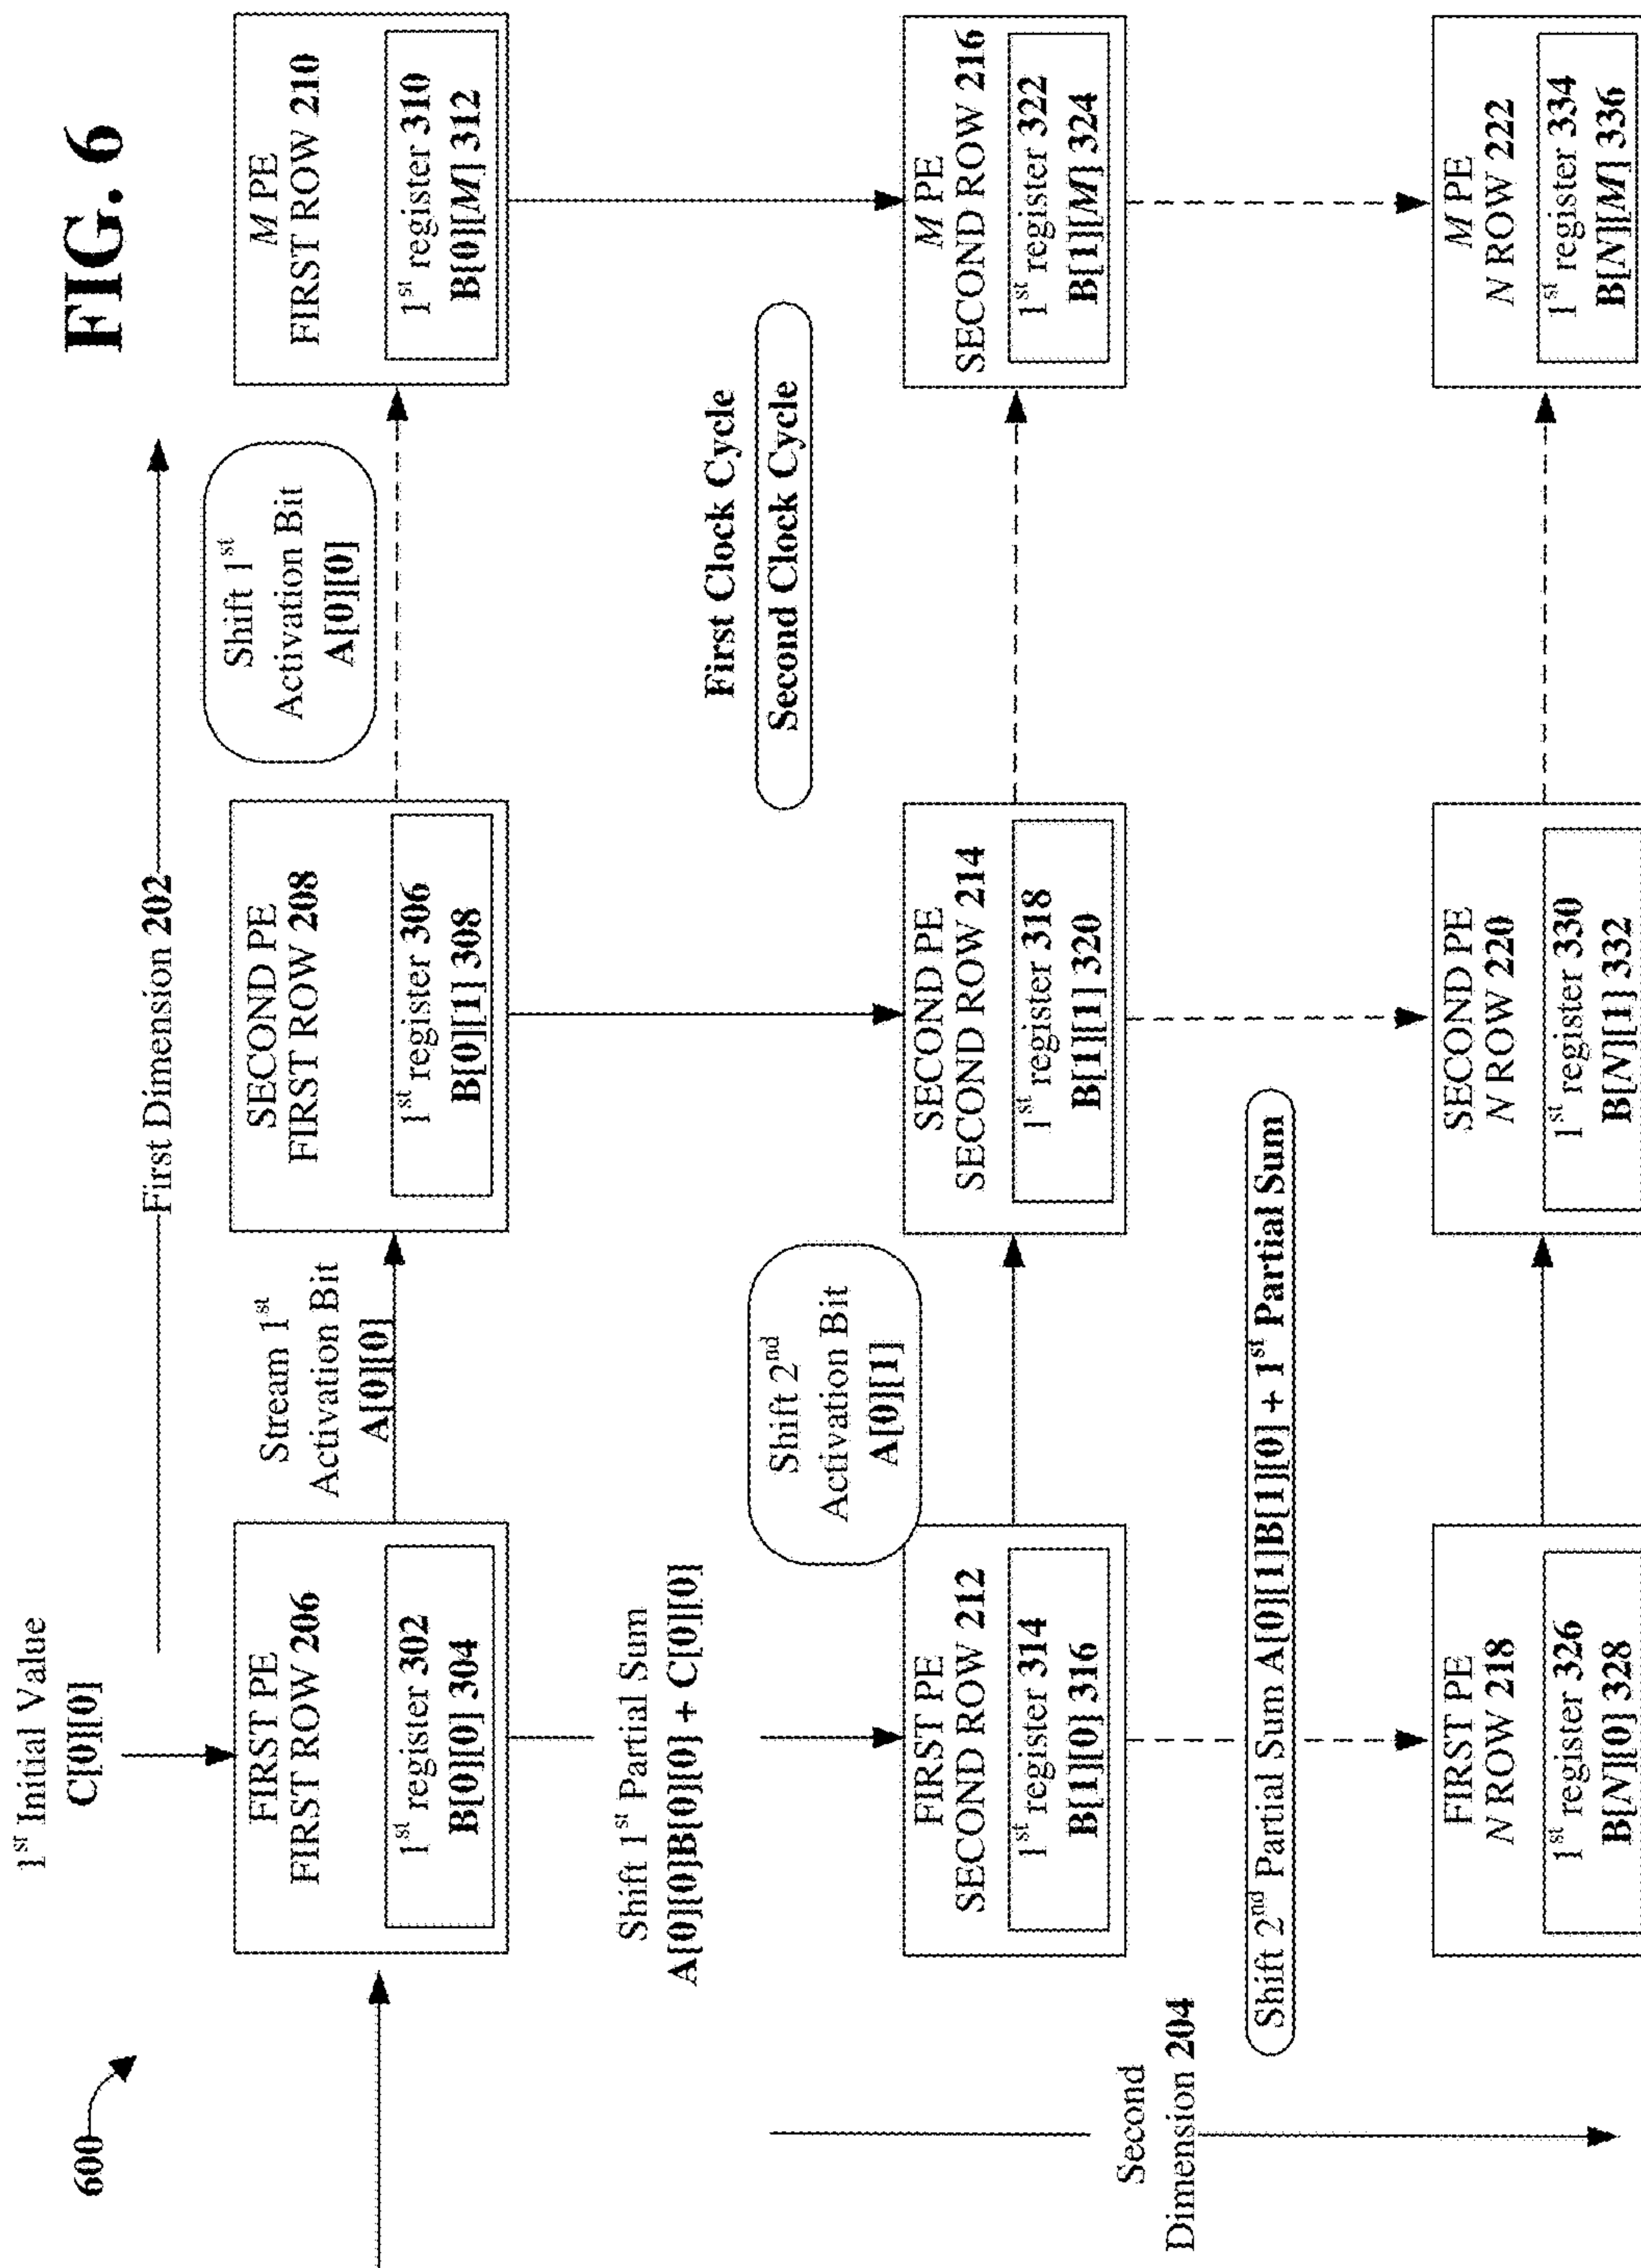 FIG. 6
600
1st Initial Value
C[0][0]
First Dimension 202
FIRST PE
FIRST ROW 206
1st register 302
B[0][0] 304
Stream 1st
Activation Bit
A[0][0]
SECOND PE
FIRST ROW 208
1st register 306
B[0][1] 308
Shift 1st
Activation Bit
A[0][0]
M PE
FIRST ROW 210
1st register 310
B[0][M] 312
Shift 1st Partial Sum
A[0][0]B[0][0] + C[0][0]
First Clock Cycle
Second Clock Cycle
FIRST PE
SECOND ROW 212
1st register 314
B[1][0] 316
Shift 2nd
Activation Bit
A[0][1]
SECOND PE
SECOND ROW 214
1st register 318
B[1][1] 320
M PE
SECOND ROW 216
1st register 322
B[1][M] 324
Second
Dimension 204
Shift 2nd Partial Sum A[0][1]B[1][0] + 1st Partial Sum
FIRST PE
N ROW 218
1st register 326
B[N][0] 328
SECOND PE
N ROW 220
1st register 330
B[N][1] 332
M PE
N ROW 222
1st register 334
B[N][M] 336